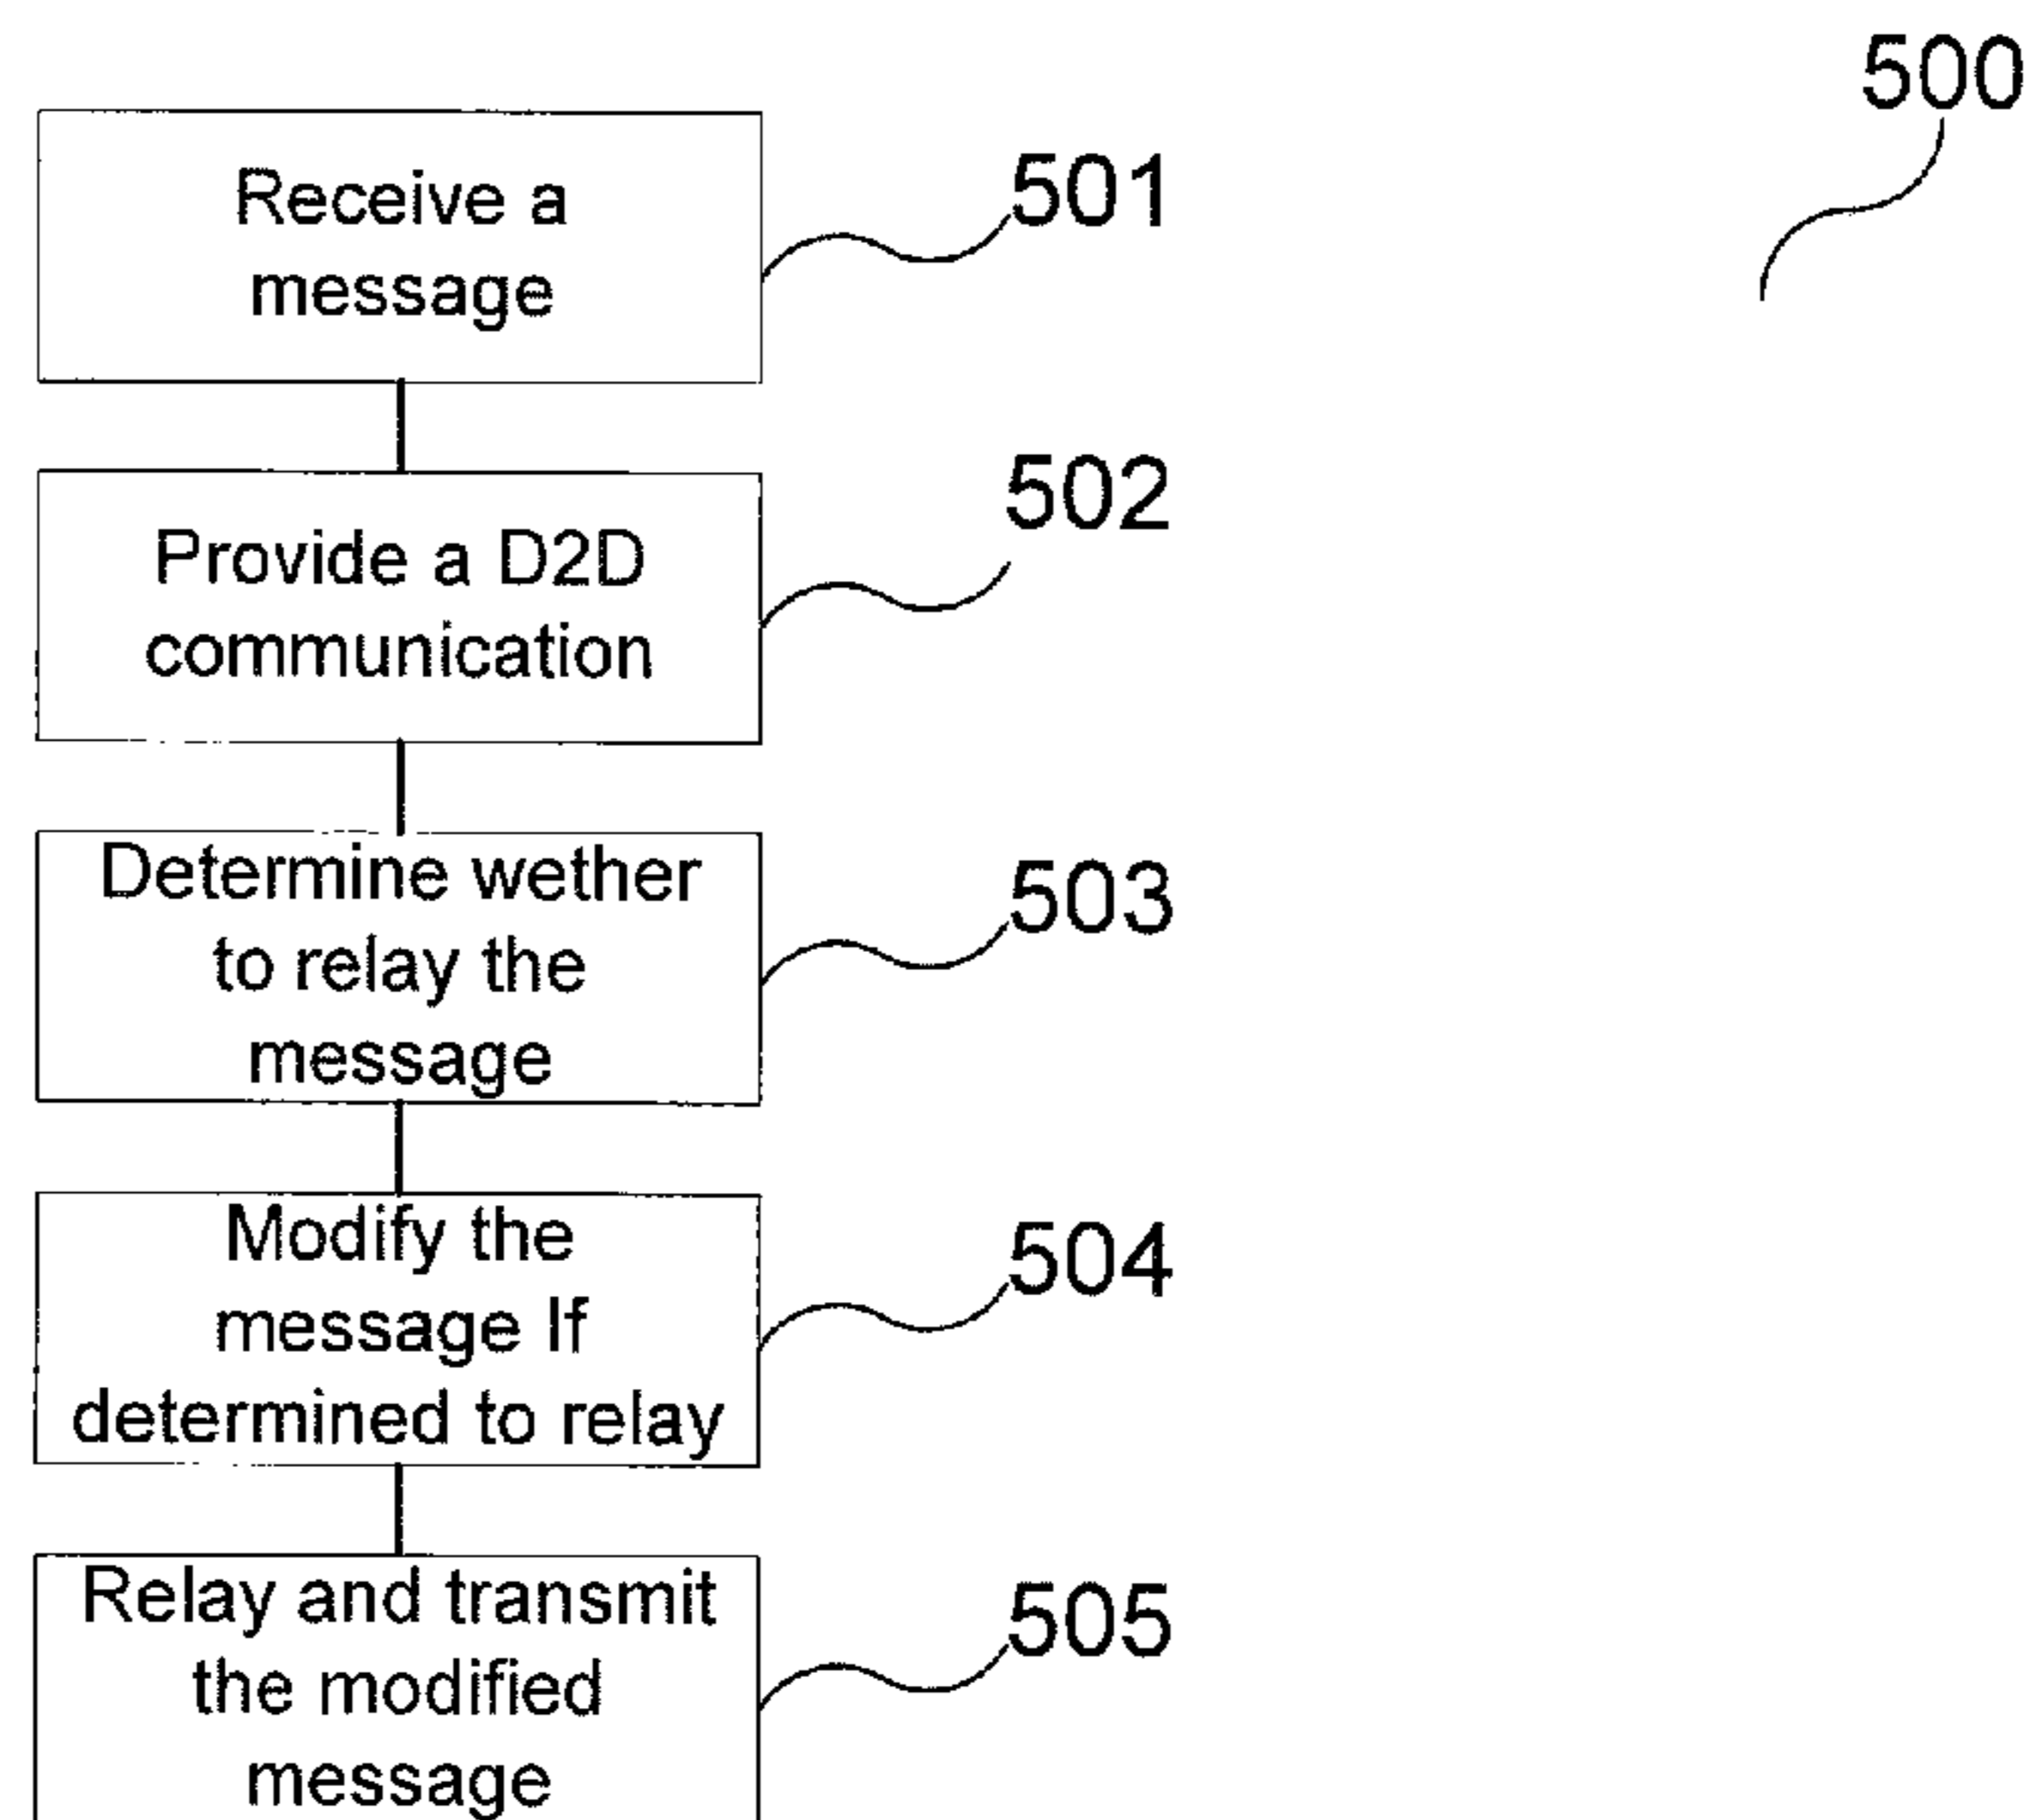 500
Receive a
message
501
Provide a D2D
communication
502
Determine wether
to relay the
message
503
Modify the
message If
determined to relay
504
Relay and transmit
the modified
message
505